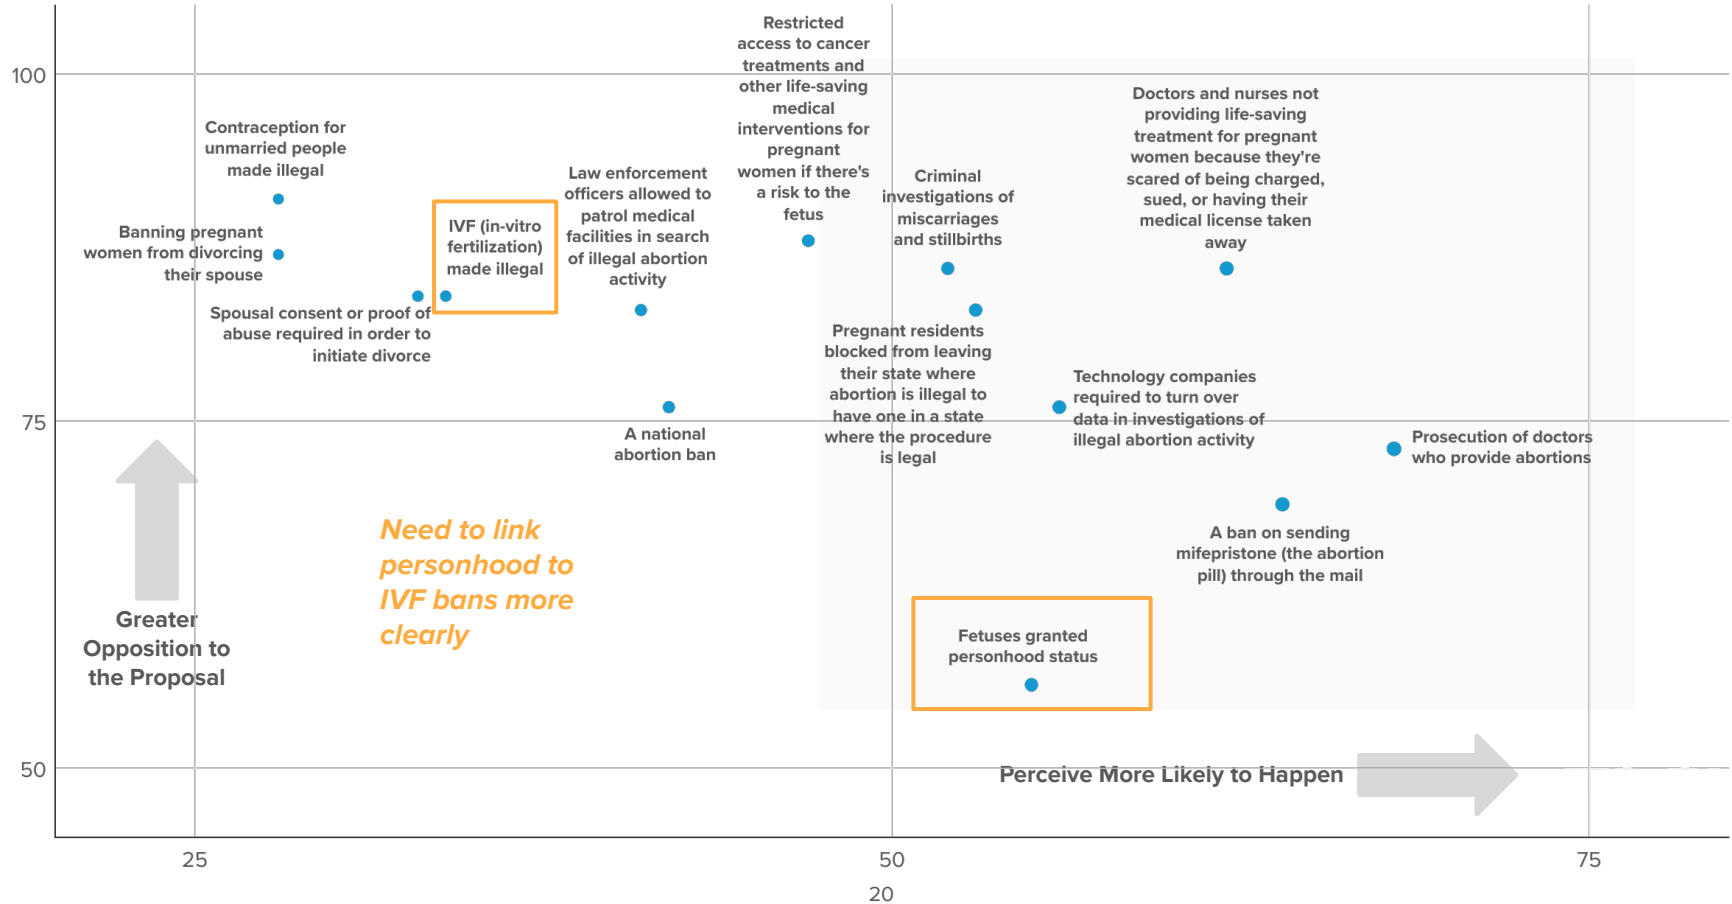 Restricted
access to cancer
treatments and
other life-saving
medical
interventions for
pregnant
women if there's
a risk to the
fetus
100
Doctors and nurses not
providing life-saving
treatment for pregnant
women because they're
scared of being charged,
sued, or having their
medical license taken
away
Contraception for
unmarried people
made illegal
Law enforcement
officers allowed to
patrol medical
facilities in search
of illegal abortion
activity
Criminal
investigations of
miscarriages
and stillbirths
Banning pregnant
women from divorcing
their spouse
IVF (in-vitro
fertilization)
made illegal
Spousal consent or proof of
abuse required in order to
initiate divorce
Pregnant residents
blocked from leaving
their state where
abortion is illegal to
have one in a state
where the procedure
is legal
Technology companies
required to turn over
data in investigations of
illegal abortion activity
75
A national
abortion ban
Prosecution of doctors
who provide abortions
Need to link
personhood to
IVF bans more
clearly
A ban on sending
mifepristone (the abortion
pill) through the mail
Greater
Opposition to
the Proposal
Fetuses granted
personhood status
50
Perceive More Likely to Happen
25
50
75
20